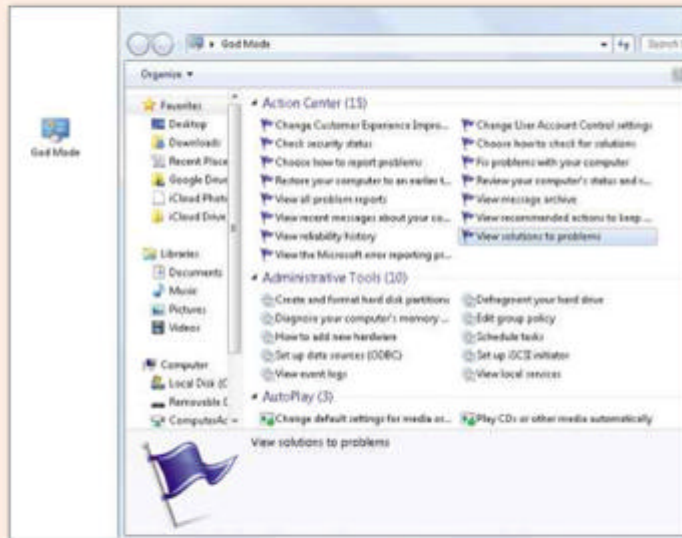 God Mode
God Mode
Search
Organize
Favorites
Desktop
Downloads
Recent Place
Google Drive
iCloud Photo
iCloud Drive
Libraries
Documents
Music
Pictures
Videos
Computer
Local Disk (C
Removable D
ComputerAc
Action Center (15)
Change Customer Experience Impro...
Change User Account Control settings
Check security status
Choose how to check for solutions
Choose how to report problems
Fix problems with your computer
Restore your computer to an earlier t...
Review your computer's status and r...
View all problem reports
View message archive
View recent messages about your co...
View recommended actions to keep ...
View reliability history
View solutions to problems
View the Microsoft error reporting pr...
Administrative Tools (10)
Create and format hard disk partitions
Defragment your hard drive
Diagnose your computer's memory ...
Edit group policy
How to add new hardware
Schedule tasks
Set up data sources (ODBC)
Set up iSCSI initiator
View event logs
View local services
AutoPlay (3)
Change default settings for media or...
Play CDs or other media automatically
View solutions to problems